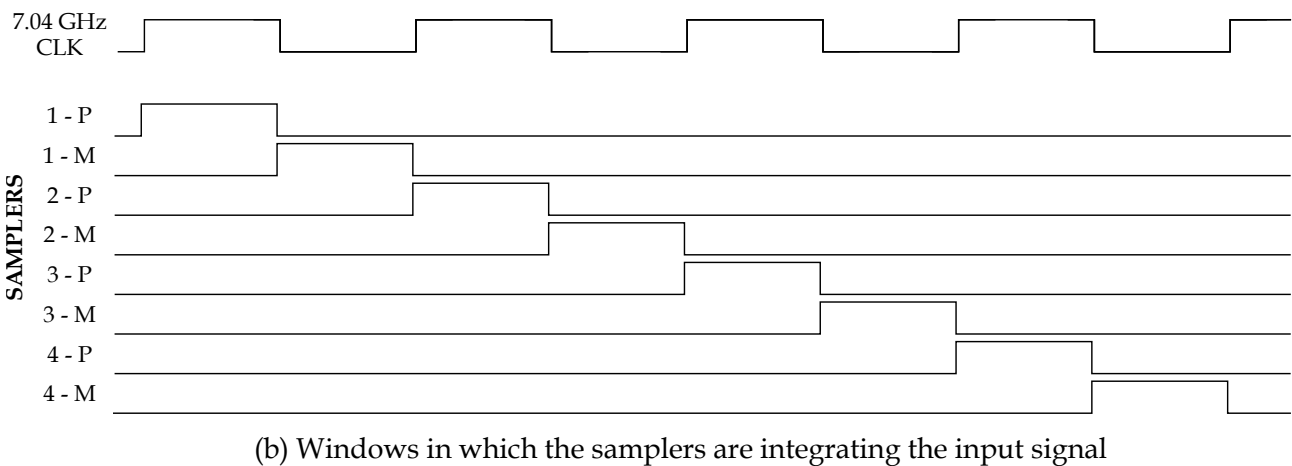 7.04 GHz
CLK
SAMPLERS
1 - P
1 - M
2 - P
2 - M
3 - P
3 - M
4 - P
4 - M
(b) Windows in which the samplers are integrating the input signal